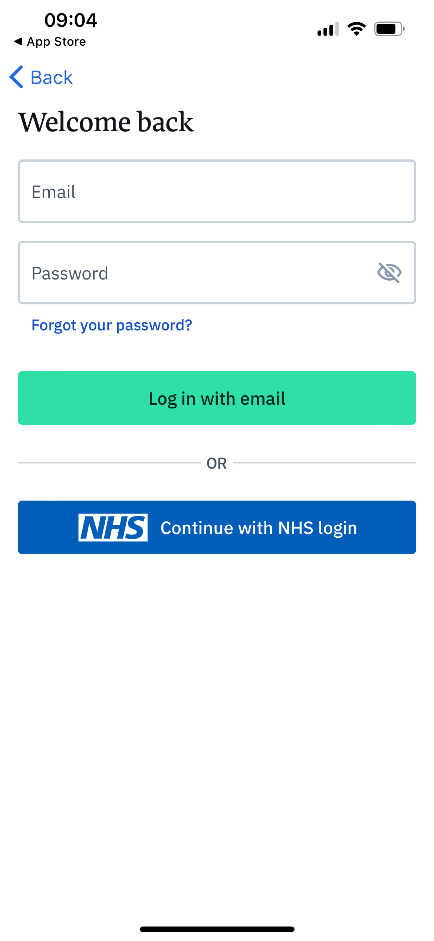 09:04
◀ App Store
Back
Welcome back
Email
Password
Forgot your password?
Log in with email
OR
NHS Continue with NHS login